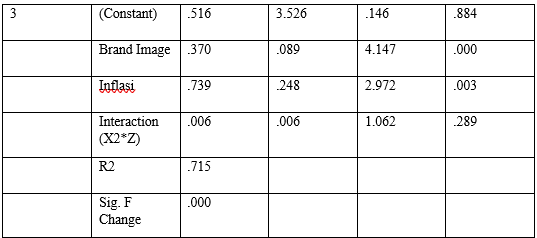 3 (Constant) .516 3.526 .146 .884
Brand Image .370 .089 4.147 .000
Inflasi .739 .248 2.972 .003
Interaction .006 .006 1.062 .289
(X2*Z)
R2 .715
Sig. F .000
Change